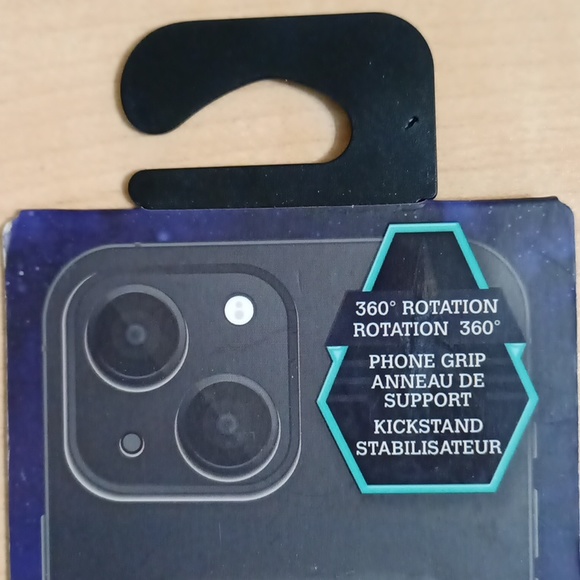 360° ROTATION
ROTATION 360°
PHONE GRIP
ANNEAU DE
SUPPORT
KICKSTAND
STABILISATEUR